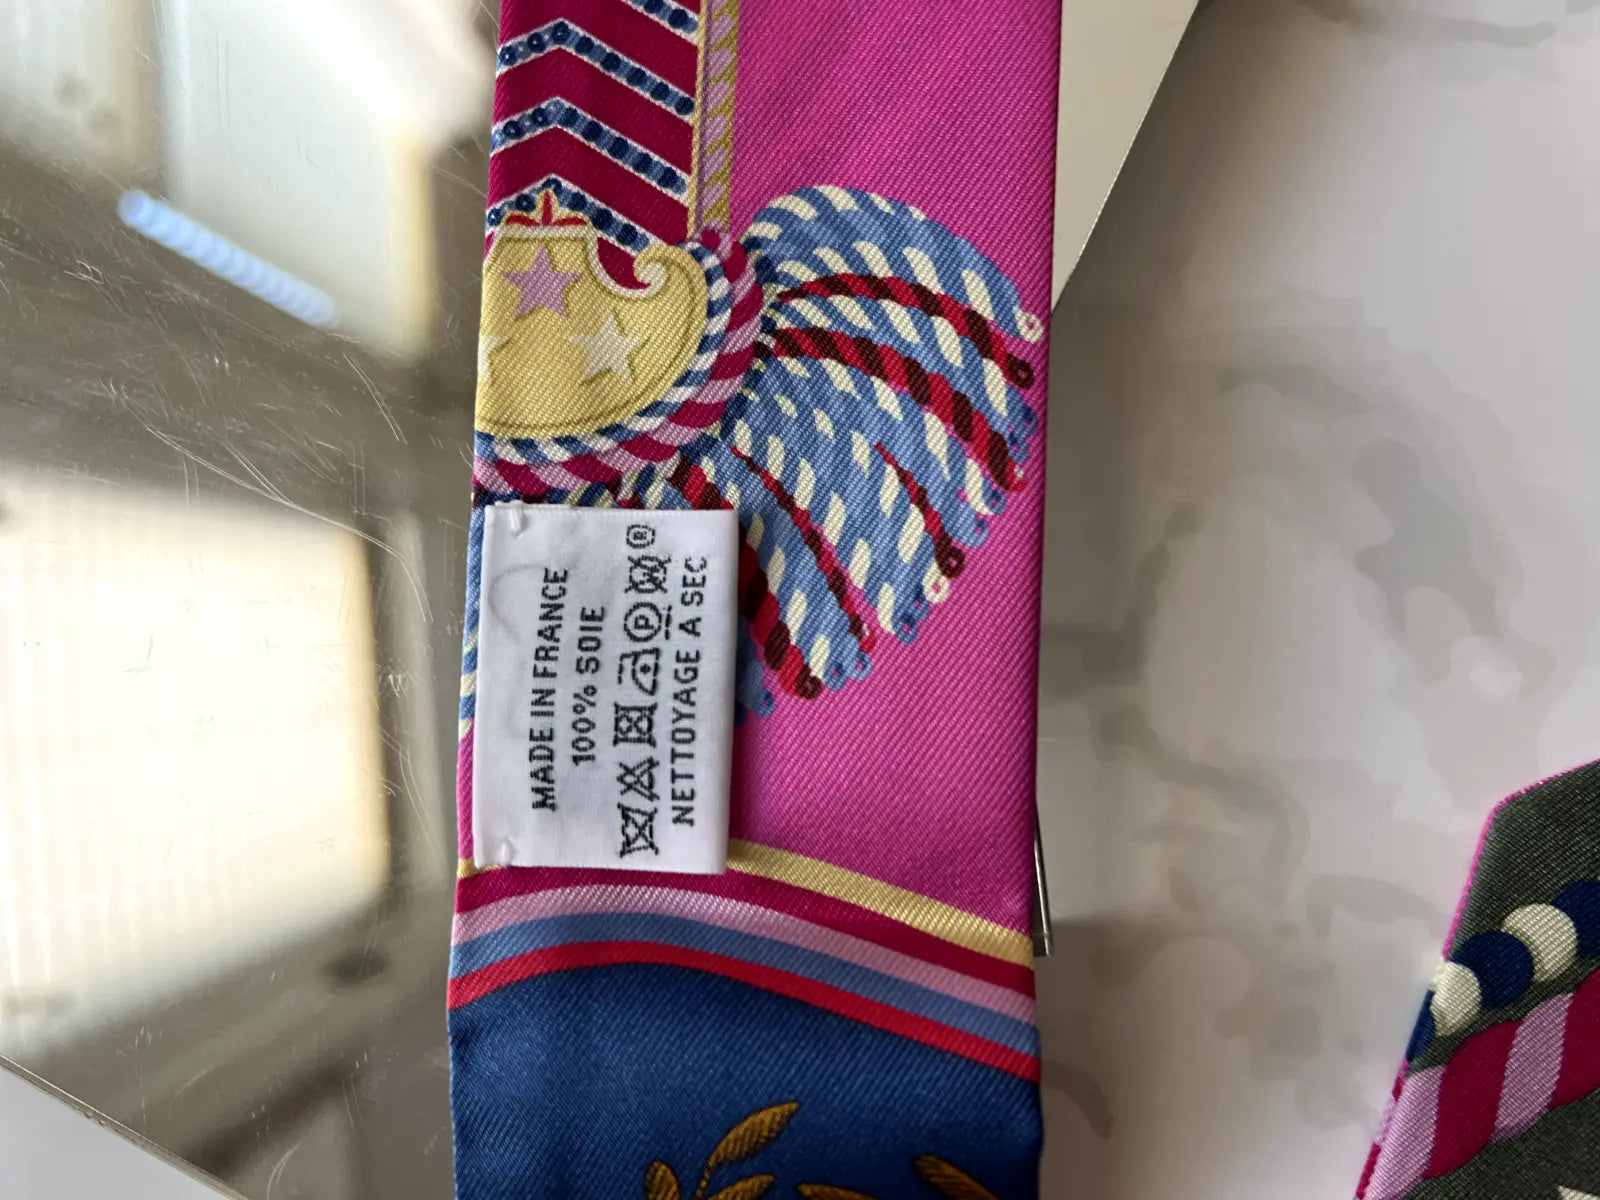 MADE IN FRANCE
100% SOIE
P ®
NETTOYAGE A SEC